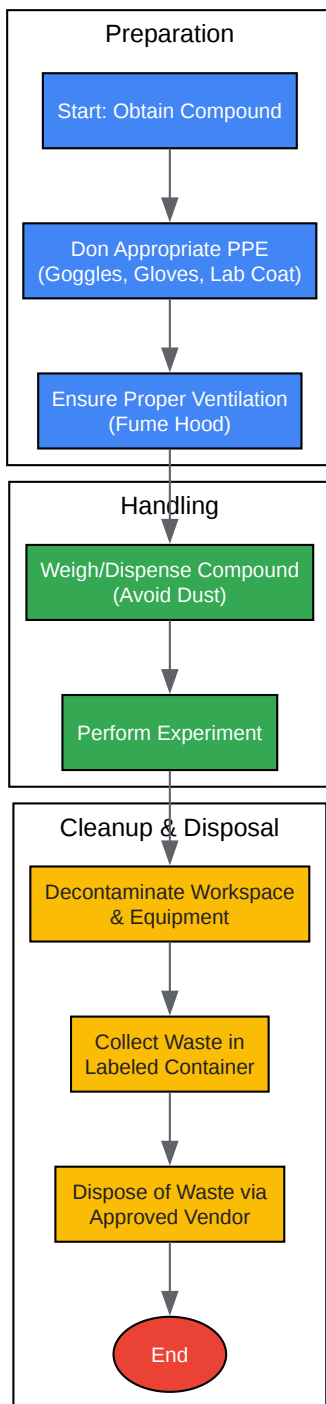 Preparation
Start: Obtain Compound
Don Appropriate PPE
(Goggles, Gloves, Lab Coat)
Ensure Proper Ventilation
(Fume Hood)
Handling
Weigh/Dispense Compound
(Avoid Dust)
Perform Experiment
Cleanup & Disposal
Decontaminate Workspace
& Equipment
Collect Waste in
Labeled Container
Dispose of Waste via
Approved Vendor
End